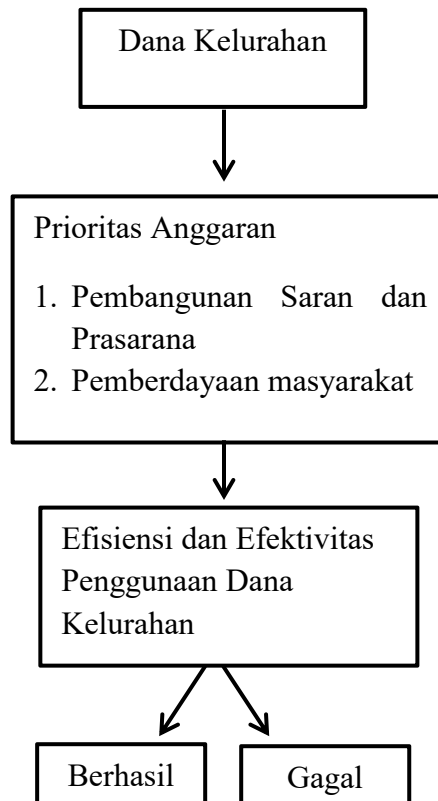 Dana Kelurahan
Prioritas Anggaran
1. Pembangunan Saran dan
Prasarana
2. Pemberdayaan masyarakat
Efisiensi dan Efektivitas
Penggunaan Dana
Kelurahan
Berhasil
Gagal